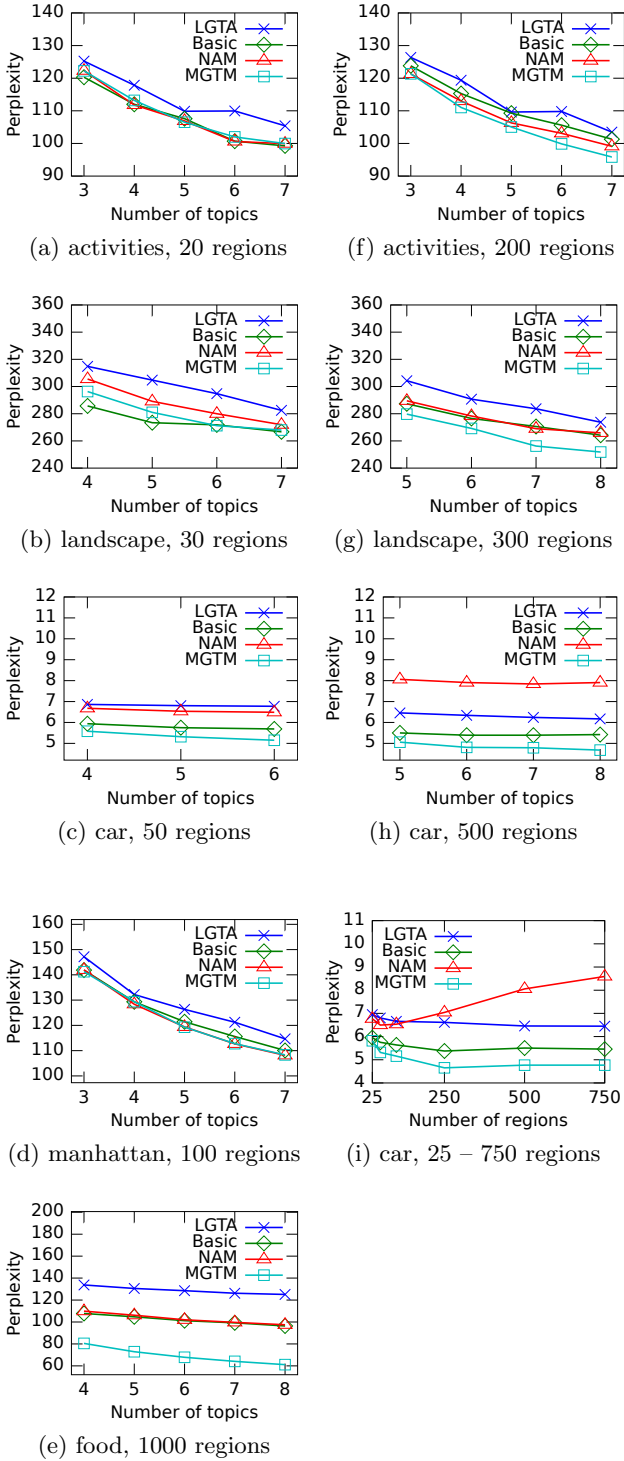 140
130
120
110
100
90
Perplexity
LGTA
Basic
NAM
MGTM
3 4 5 6 7
Number of topics
(a) activities, 20 regions
140
130
120
110
100
90
Perplexity
LGTA
Basic
NAM
MGTM
3 4 5 6 7
Number of topics
(f) activities, 200 regions
360
340
320
300
280
260
240
Perplexity
LGTA
Basic
NAM
MGTM
4 5 6 7
Number of topics
(b) landscape, 30 regions
360
340
320
300
280
260
240
Perplexity
LGTA
Basic
NAM
MGTM
5 6 7 8
Number of topics
(g) landscape, 300 regions
12
11
10
9
8
7
6
5
Perplexity
LGTA
Basic
NAM
MGTM
4 5 6
Number of topics
(c) car, 50 regions
12
11
10
9
8
7
6
5
Perplexity
LGTA
Basic
NAM
MGTM
5 6 7 8
Number of topics
(h) car, 500 regions
160
150
140
130
120
110
100
Perplexity
LGTA
Basic
NAM
MGTM
3 4 5 6 7
Number of topics
(d) manhattan, 100 regions
11
10
9
8
7
6
5
4
Perplexity
LGTA
Basic
NAM
MGTM
25 250 500 750
Number of regions
(i) car, 25 – 750 regions
200
180
160
140
120
100
80
60
Perplexity
LGTA
Basic
NAM
MGTM
4 5 6 7 8
Number of topics
(e) food, 1000 regions